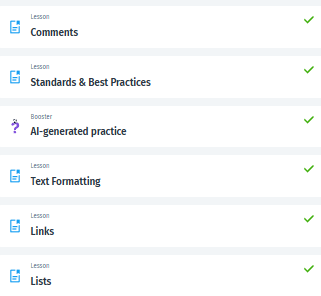 Lesson
Comments
Lesson
Standards & Best Practices
Booster
AI-generated practice
Lesson
Text Formatting
Lesson
Links
Lesson
Lists